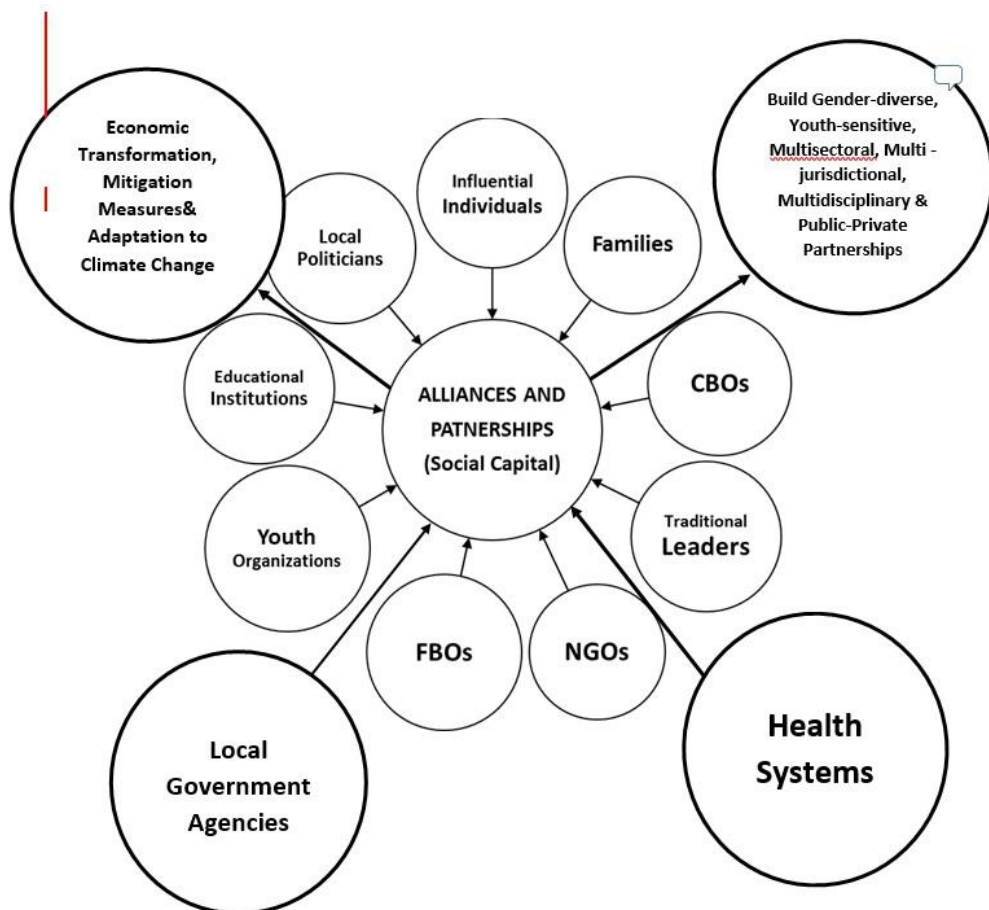 Economic
Transformation,
Mitigation
Measures&
Adaptation to
Climate Change
Build Gender-diverse,
Youth-sensitive,
Multisectoral, Multi -
jurisdictional,
Multidisciplinary &
Public-Private
Partnerships
Influential
Individuals
Local
Politicians
Families
Educational
Institutions
ALLIANCES AND
PATNERSHIPS
(Social Capital)
CBOs
Youth
Organizations
Traditional
Leaders
FBOs
NGOs
Local
Government
Agencies
Health
Systems